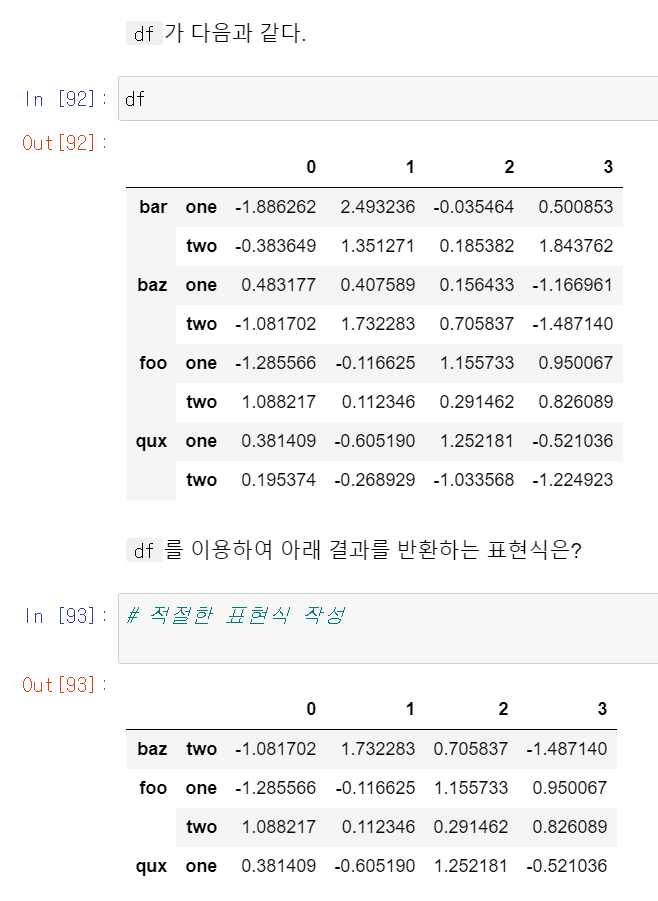 df 가 다음과 같다.
In [92]: df
Out[92]:
0 1 2 3
bar one -1.886262 2.493236 -0.035464 0.500853
two -0.383649 1.351271 0.185382 1.843762
baz one 0.483177 0.407589 0.156433 -1.166961
two -1.081702 1.732283 0.705837 -1.487140
foo one -1.285566 -0.116625 1.155733 0.950067
two 1.088217 0.112346 0.291462 0.826089
qux one 0.381409 -0.605190 1.252181 -0.521036
two 0.195374 -0.268929 -1.033568 -1.224923
df 를 이용하여 아래 결과를 반환하는 표현식은?
In [93]: # 적절한 표현식 작성
Out[93]:
0 1 2 3
baz two -1.081702 1.732283 0.705837 -1.487140
foo one -1.285566 -0.116625 1.155733 0.950067
two 1.088217 0.112346 0.291462 0.826089
qux one 0.381409 -0.605190 1.252181 -0.521036